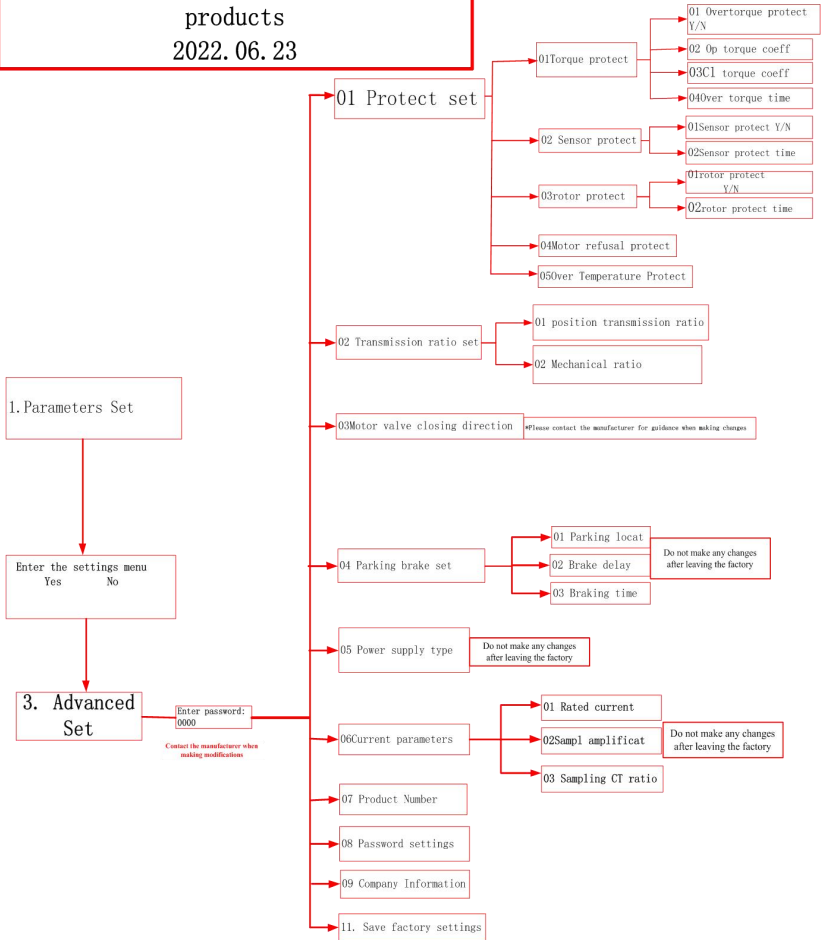 products
2022.06.23
01 Protect set
01Torque protect
01 Overtorque protect
Y/N
02 Op torque coeff
03Cl torque coeff
04Over torque time
02 Sensor protect
01Sensor protect Y/N
02Sensor protect time
03rotor protect
01rotor protect
Y/N
02rotor protect time
04Motor refusal protect
05Over Temperature Protect
02 Transmission ratio set
01 position transmission ratio
02 Mechanical ratio
1.Parameters Set
03Motor valve closing direction
*Please contact the manufacturer for guidance when making changes
Enter the settings menu
Yes No
04 Parking brake set
01 Parking locat
02 Brake delay
03 Braking time
Do not make any changes
after leaving the factory
05 Power supply type
Do not make any changes
after leaving the factory
3. Advanced
Set
Enter password:
0000
Contact the manufacturer when
making modifications
06Current parameters
01 Rated current
02Sampl amplificat
03 Sampling CT ratio
Do not make any changes
after leaving the factory
07 Product Number
08 Password settings
09 Company Information
11. Save factory settings